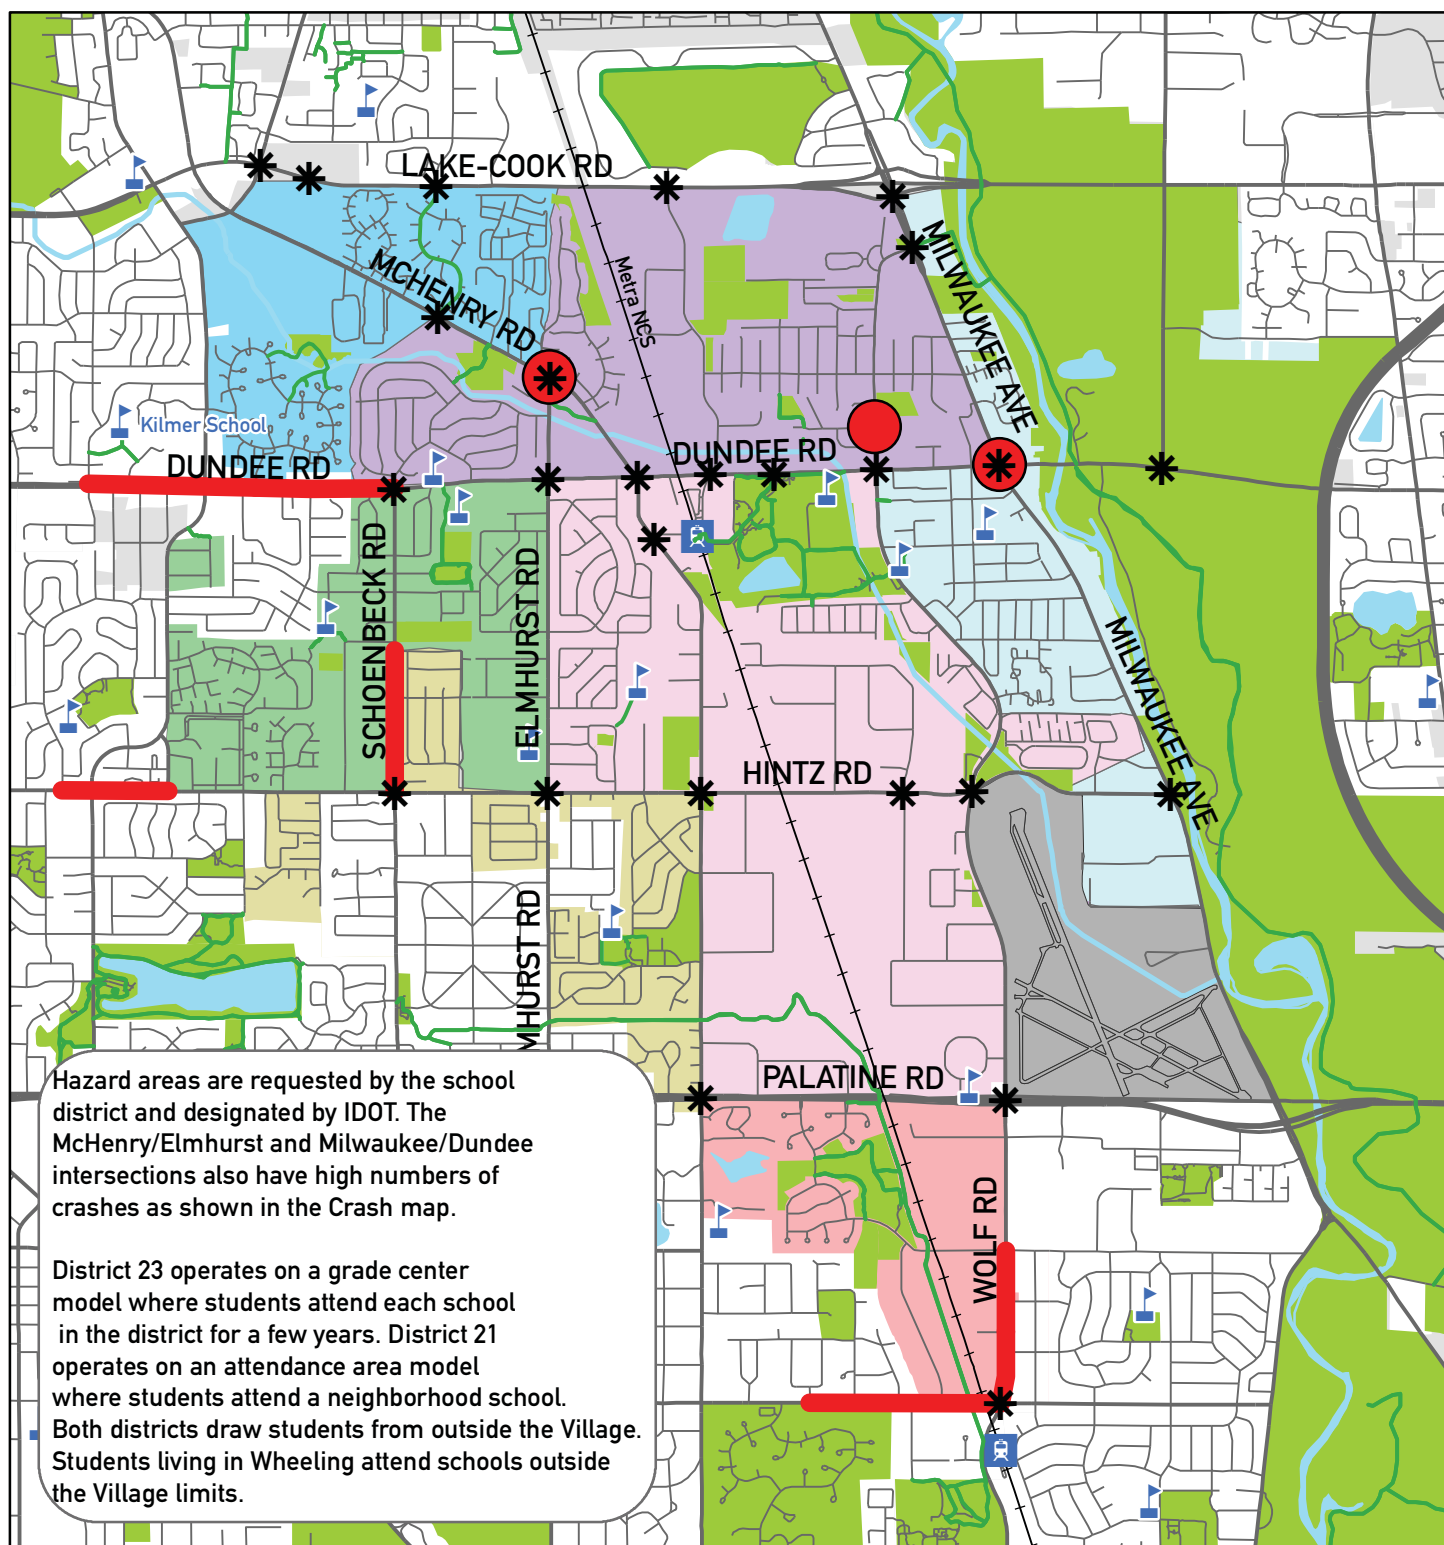 LAKE-COOK RD
MCHENRY RD
Metra NCS
MILWAUKEE AVE
Kilmer School
DUNDEE RD
DUNDEE RD
SCHOENBECK RD
ELMHURST RD
MILWAUKEE AVE
HINTZ RD
MHURST RD
PALATINE RD
WOLF RD
Hazard areas are requested by the school
district and designated by IDOT. The
McHenry/Elmhurst and Milwaukee/Dundee
intersections also have high numbers of
crashes as shown in the Crash map.
District 23 operates on a grade center
model where students attend each school
in the district for a few years. District 21
operates on an attendance area model
where students attend a neighborhood school.
Both districts draw students from outside the Village.
Students living in Wheeling attend schools outside
the Village limits.